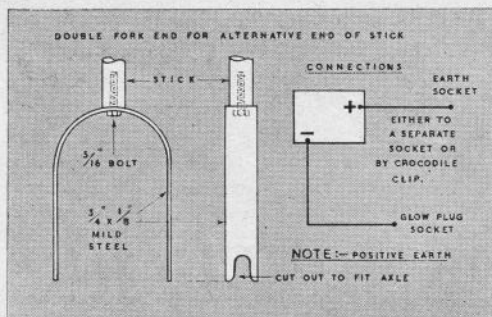 DOUBLE FORK END FOR ALTERNATIVE END OF STICK
STICK
5/16" BOLT
3/4" x 1/8"
MILD
STEEL
CUT OUT TO FIT AXLE
CONNECTIONS
+
−
EARTH
SOCKET
EITHER TO
A SEPARATE
SOCKET OR
BY CROCODILE
CLIP.
GLOW PLUG
SOCKET
NOTE:— POSITIVE EARTH